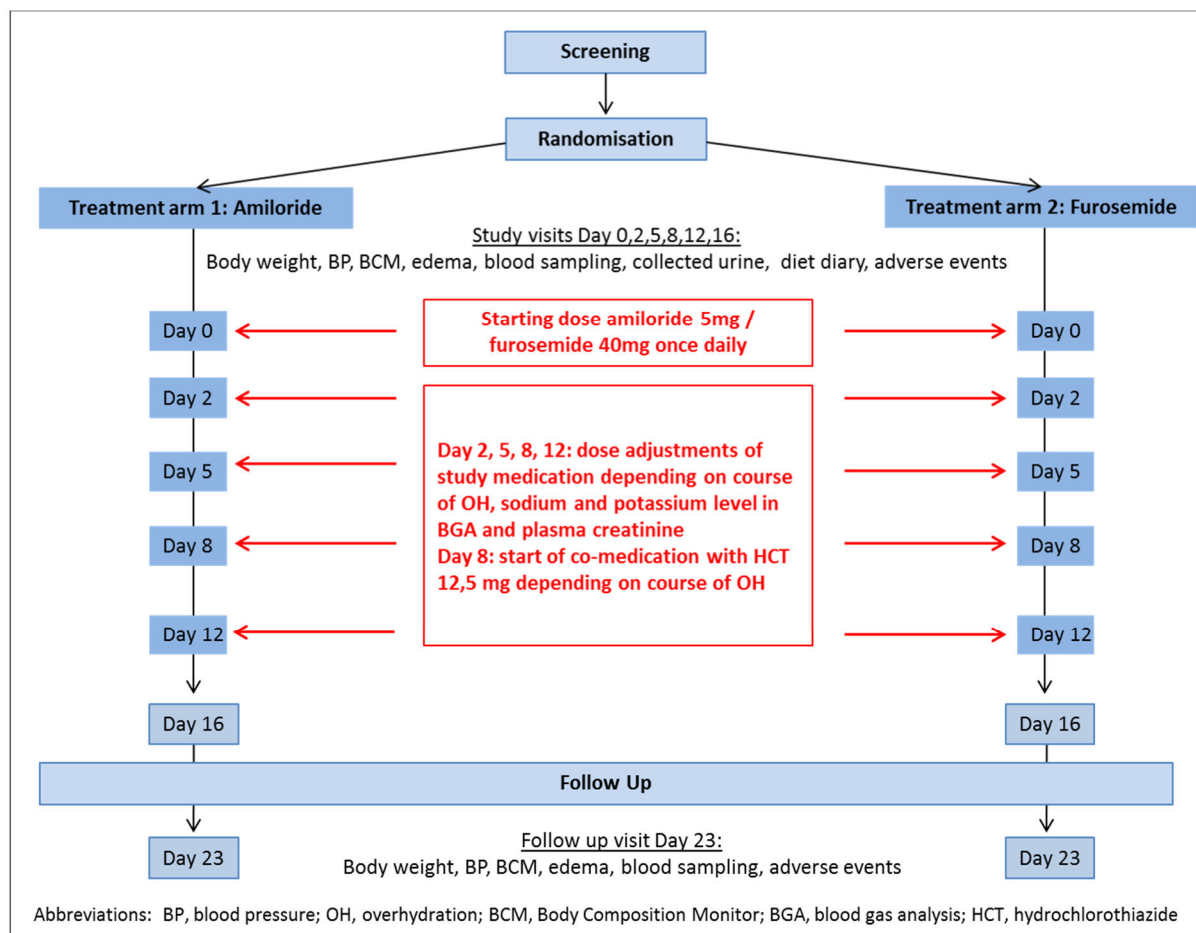 Screening
Randomisation
Treatment arm 1: Amiloride
Treatment arm 2: Furosemide
Study visits Day 0,2,5,8,12,16:
Body weight, BP, BCM, edema, blood sampling, collected urine, diet diary, adverse events
Day 0
Starting dose amiloride 5mg /
furosemide 40mg once daily
Day 0
Day 2
Day 2
Day 2, 5, 8, 12: dose adjustments of
study medication depending on course
of OH, sodium and potassium level in
BGA and plasma creatinine
Day 8: start of co-medication with HCT
12,5 mg depending on course of OH
Day 5
Day 5
Day 8
Day 8
Day 12
Day 12
Day 16
Day 16
Follow Up
Day 23
Follow up visit Day 23:
Body weight, BP, BCM, edema, blood sampling, adverse events
Day 23
Abbreviations: BP, blood pressure; OH, overhydration; BCM, Body Composition Monitor; BGA, blood gas analysis; HCT, hydrochlorothiazide